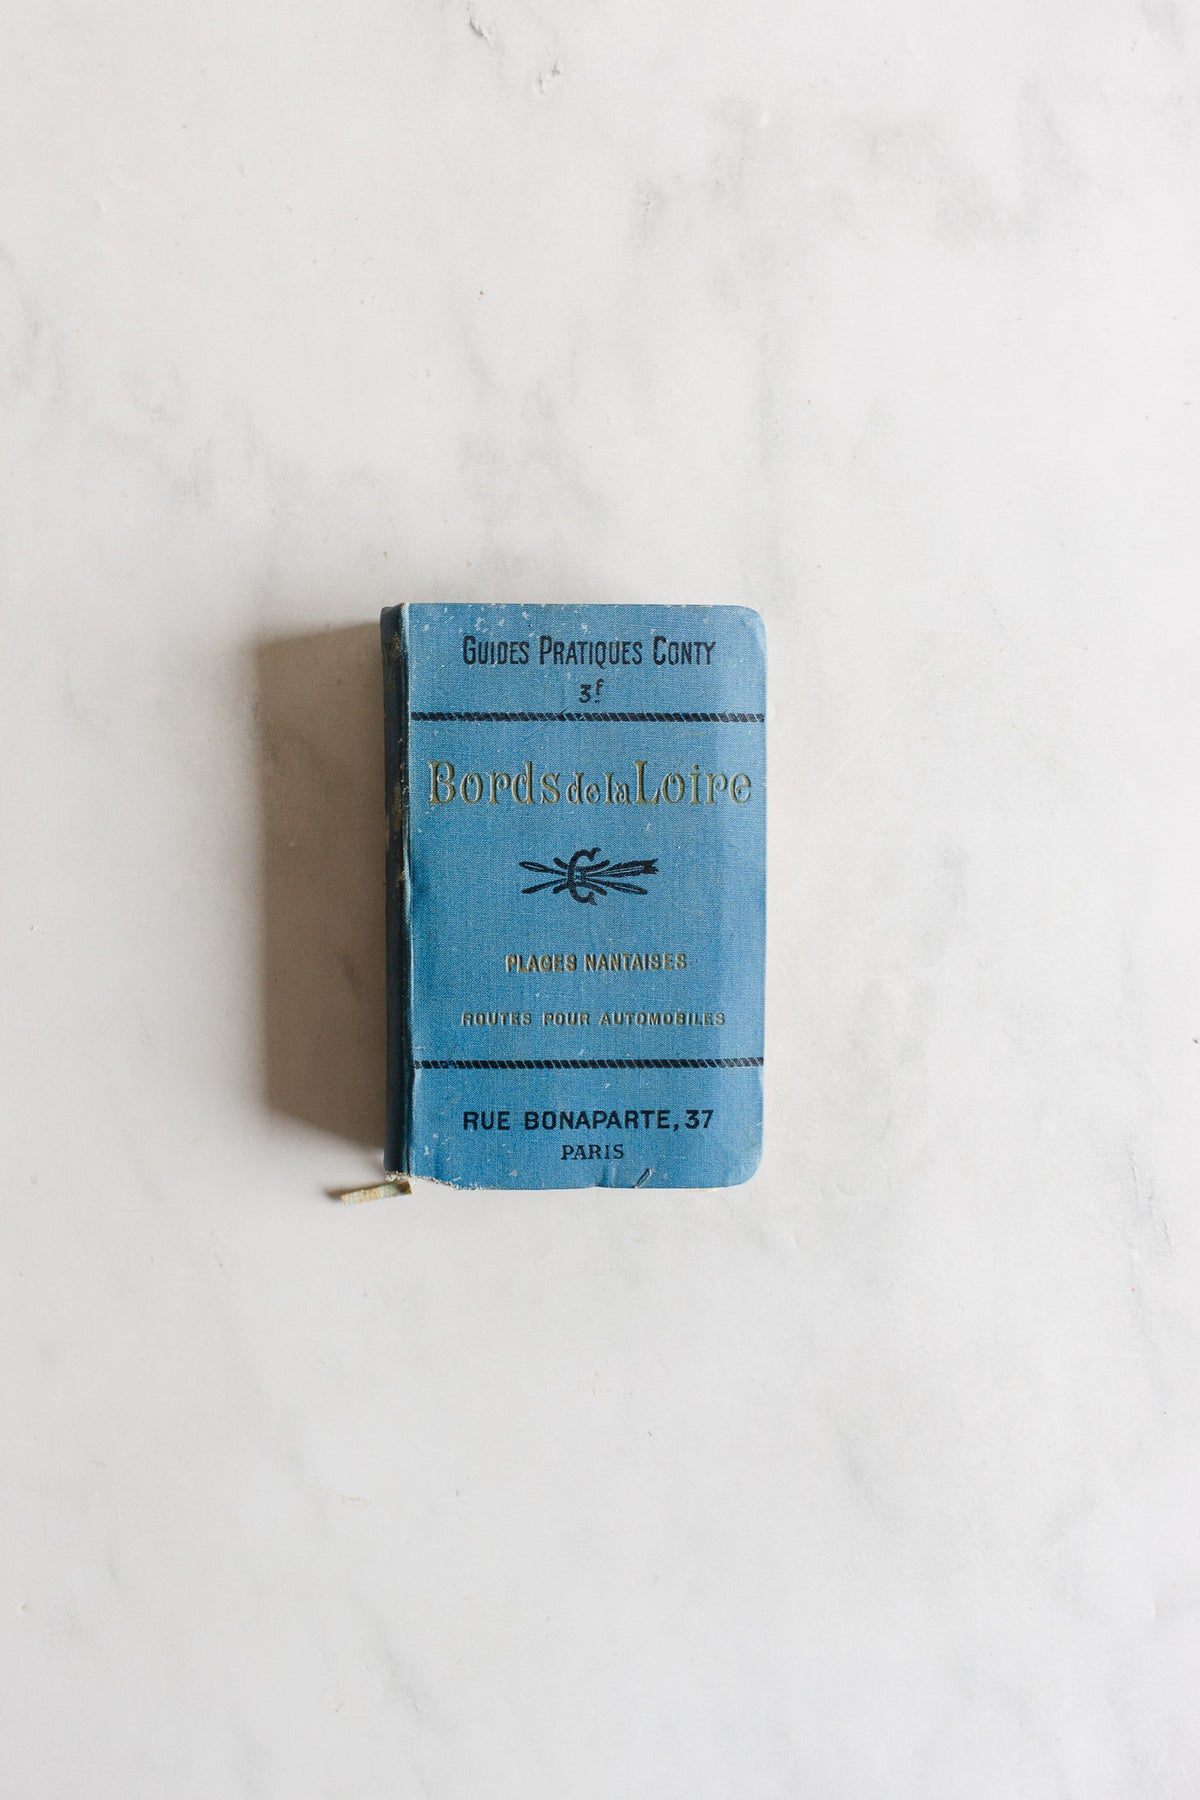 GUIDES PRATIQUES CONTY
3f
Bords de la Loire
C
PLAGES NANTAISES
ROUTES POUR AUTOMOBILES
RUE BONAPARTE, 37
PARIS